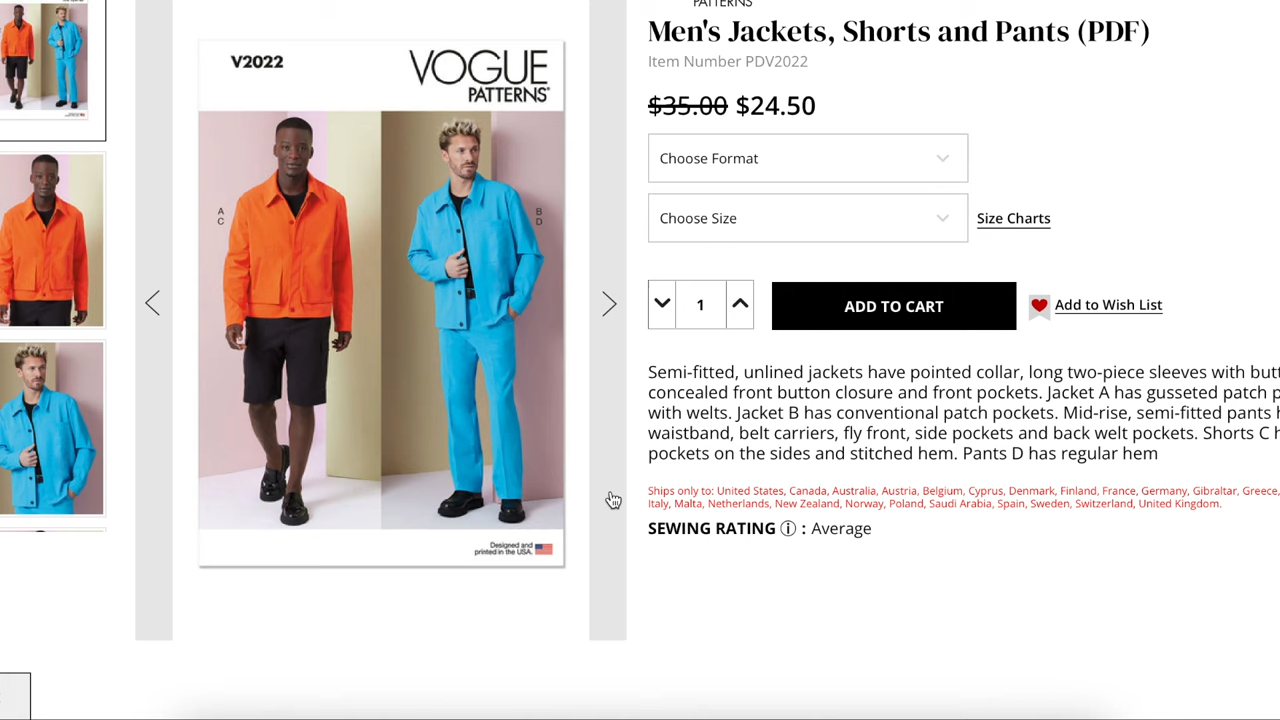 PATTERNS
Men's Jackets, Shorts and Pants (PDF)
Item Number PDV2022
$35.00 $24.50
Choose Format
Choose Size
Size Charts
1
ADD TO CART
Add to Wish List
Semi-fitted, unlined jackets have pointed collar, long two-piece sleeves with
concealed front button closure and front pockets. Jacket A has gusseted patch
with welts. Jacket B has conventional patch pockets. Mid-rise, semi-fitted pants
waistband, belt carriers, fly front, side pockets and back welt pockets. Shorts C
pockets on the sides and stitched hem. Pants D has regular hem
Ships only to: United States, Canada, Australia, Austria, Belgium, Cyprus, Denmark, Finland, France, Germany, Gibraltar, Greece,
Italy, Malta, Netherlands, New Zealand, Norway, Poland, Saudi Arabia, Spain, Sweden, Switzerland, United Kingdom.
SEWING RATING ⓘ : Average
V2022
VOGUE
PATTERNS®
A
C
B
D
Designed and
printed in the USA.